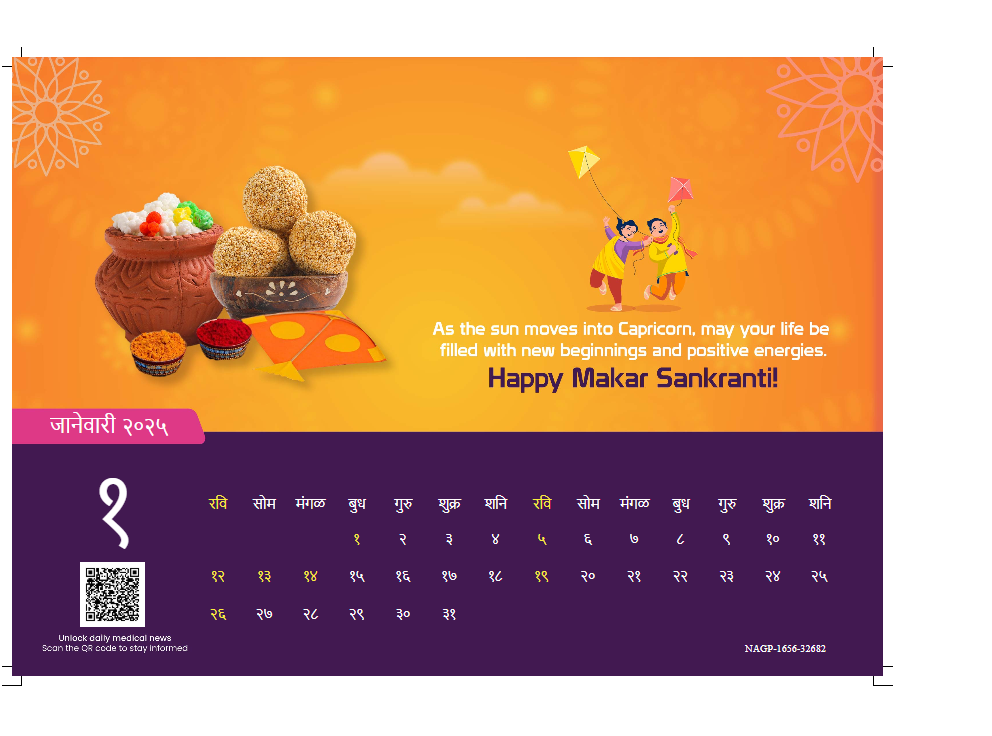 As the sun moves into Capricorn, may your life be
filled with new beginnings and positive energies.
Happy Makar Sankranti!
जानेवारी २०२५
१
रवि सोम मंगळ बुध गुरु शुक्र शनि रवि सोम मंगळ बुध गुरु शुक्र शनि
१ २ ३ ४ ५ ६ ७ ८ ९ १० ११
१२ १३ १४ १५ १६ १७ १८ १९ २० २१ २२ २३ २४ २५
२६ २७ २८ २९ ३० ३१
Unlock daily medical news
Scan the QR code to stay informed
NAGP-1656-32682